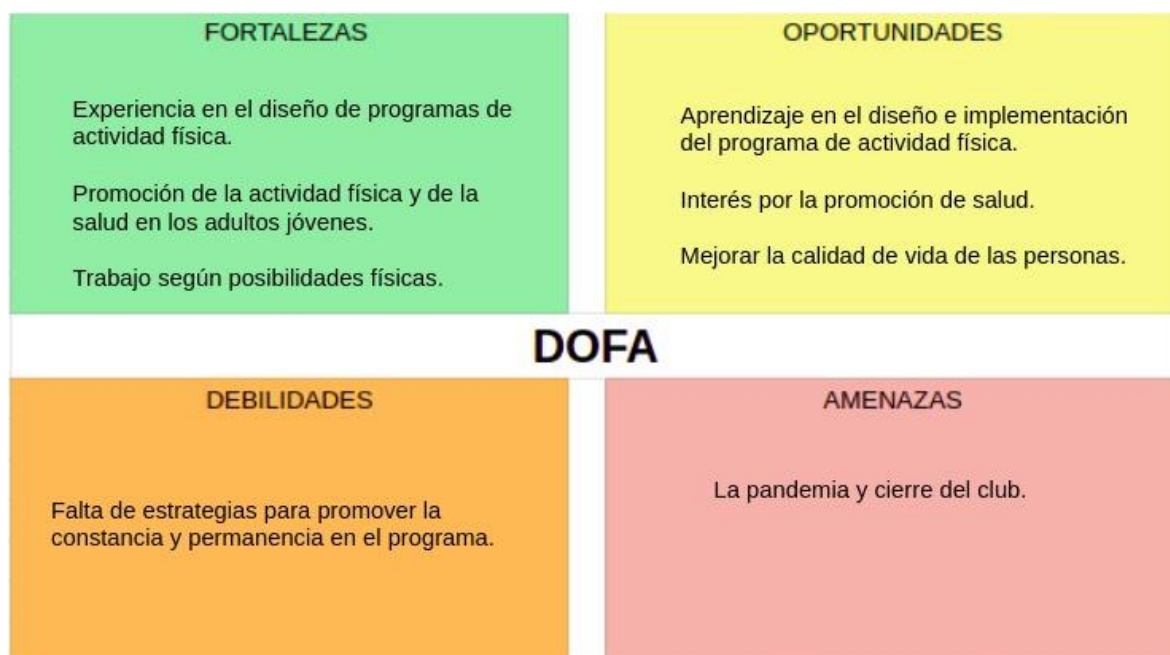 FORTALEZAS
Experiencia en el diseño de programas de
actividad física.
Promoción de la actividad física y de la
salud en los adultos jóvenes.
Trabajo según posibilidades físicas.
OPORTUNIDADES
Aprendizaje en el diseño e implementación
del programa de actividad física.
Interés por la promoción de salud.
Mejorar la calidad de vida de las personas.
DOFA
DEBILIDADES
Falta de estrategias para promover la
constancia y permanencia en el programa.
AMENAZAS
La pandemia y cierre del club.